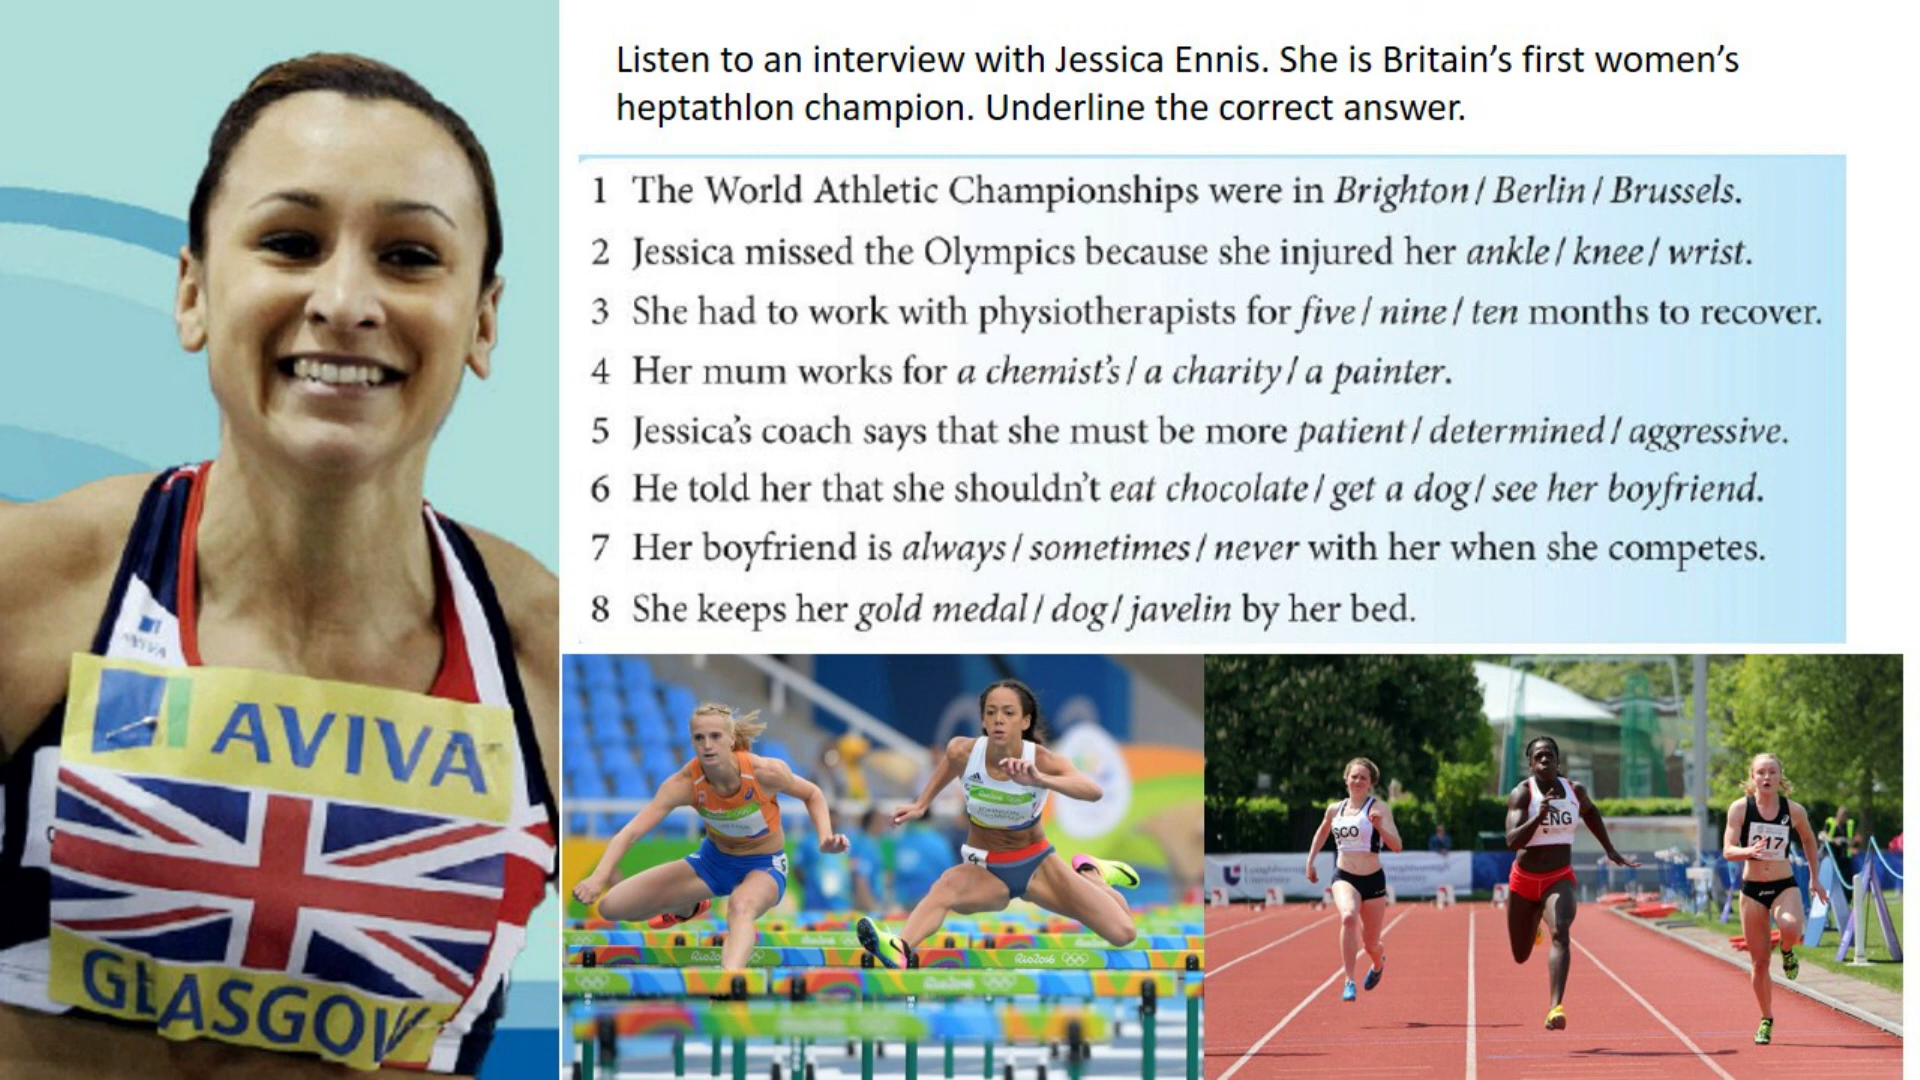 Listen to an interview with Jessica Ennis. She is Britain’s first women’s
heptathlon champion. Underline the correct answer.
1 The World Athletic Championships were in Brighton / Berlin / Brussels.
2 Jessica missed the Olympics because she injured her ankle / knee / wrist.
3 She had to work with physiotherapists for five / nine / ten months to recover.
4 Her mum works for a chemist’s / a charity / a painter.
5 Jessica’s coach says that she must be more patient / determined / aggressive.
6 He told her that she shouldn’t eat chocolate / get a dog / see her boyfriend.
7 Her boyfriend is always / sometimes / never with her when she competes.
8 She keeps her gold medal / dog / javelin by her bed.
AVIVA
GLASGOW
Rio2016
Rio2016
SCO
ENG
217
Loughborough
University